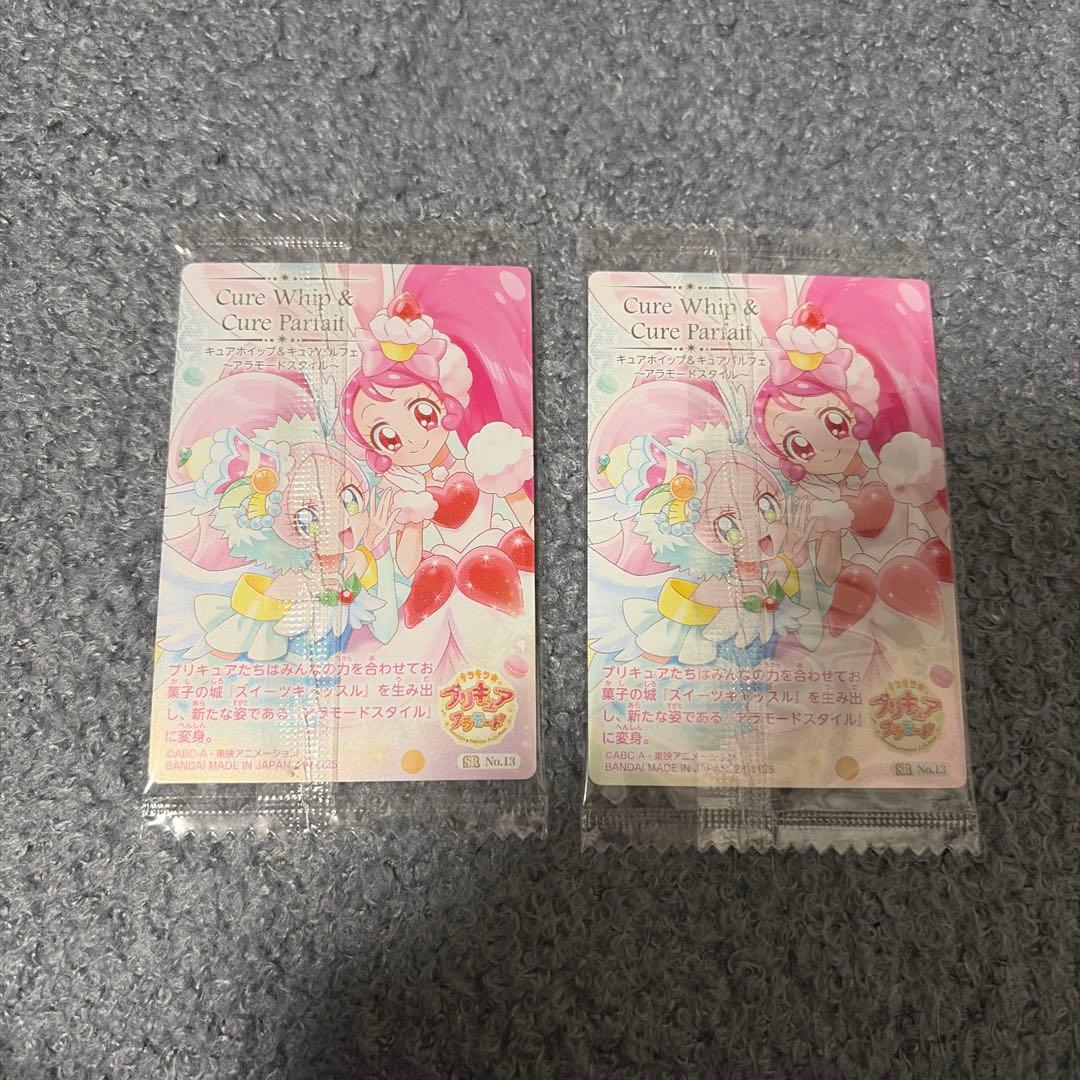 Cure Whip &
Cure Parfait
キュアホイップ&キュアパルフェ
〜アラモードスタイル〜
プリキュアたちはみんなの力を合わせてお
菓子の城『スイーツキャッスル』を生み出
し、新たな姿である『アラモードスタイル』
に変身。
©ABC-A・東映アニメーション
BANDAI MADE IN JAPAN
SR No.13
キラキラ☆
プリキュア
アラモード
Cure Whip &
Cure Parfait
キュアホイップ&キュアパルフェ
〜アラモードスタイル〜
プリキュアたちはみんなの力を合わせてお
菓子の城『スイーツキャッスル』を生み出
し、新たな姿である『アラモードスタイル』
に変身。
©ABC-A・東映アニメーション
BANDAI MADE IN JAPAN
SR No.13
キラキラ☆
プリキュア
アラモード